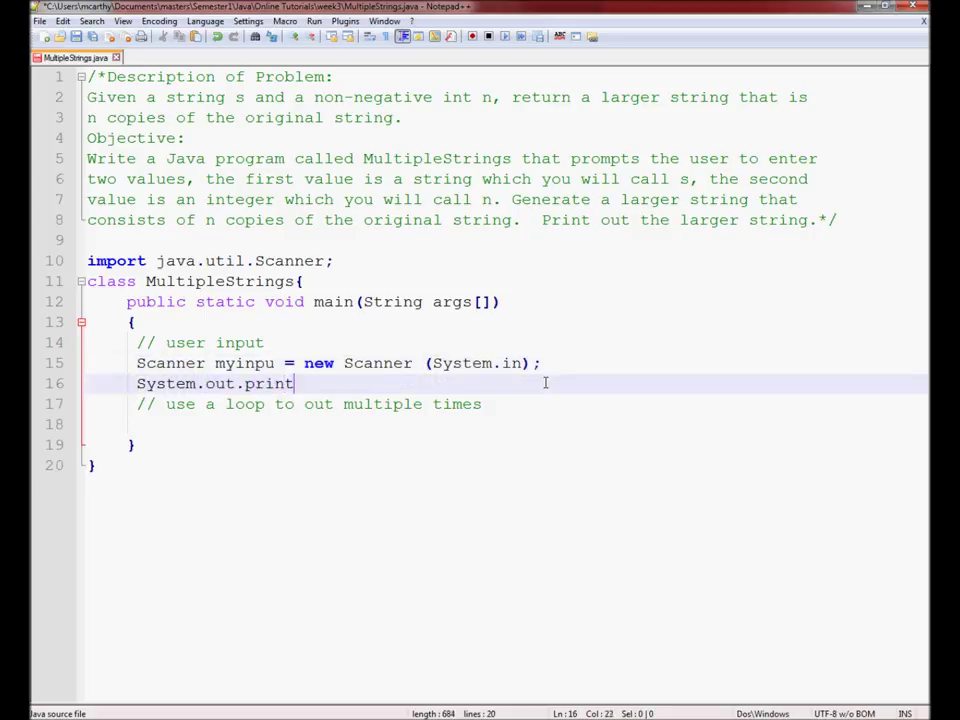 *C:\Users\mcarthy\Documents\masters\Semester1\Java\Online Tutorials\week3\MultipleStrings.java - Notepad++
File Edit Search View Encoding Language Settings Macro Run Plugins Window ? X
MultipleStrings.java
1 /*Description of Problem:
2 Given a string s and a non-negative int n, return a larger string that is
3 n copies of the original string.
4 Objective:
5 Write a Java program called MultipleStrings that prompts the user to enter
6 two values, the first value is a string which you will call s, the second
7 value is an integer which you will call n. Generate a larger string that
8 consists of n copies of the original string.  Print out the larger string.*/
9
10 import java.util.Scanner;
11 class MultipleStrings{
12 public static void main(String args[])
13 {
14 // user input
15 Scanner myinpu = new Scanner (System.in);
16 System.out.print
17 // use a loop to out multiple times
18
19 }
20 }
Java source file length : 684 lines : 20 Ln : 16 Col : 23 Sel : 0 | 0 Dos\Windows UTF-8 w/o BOM INS